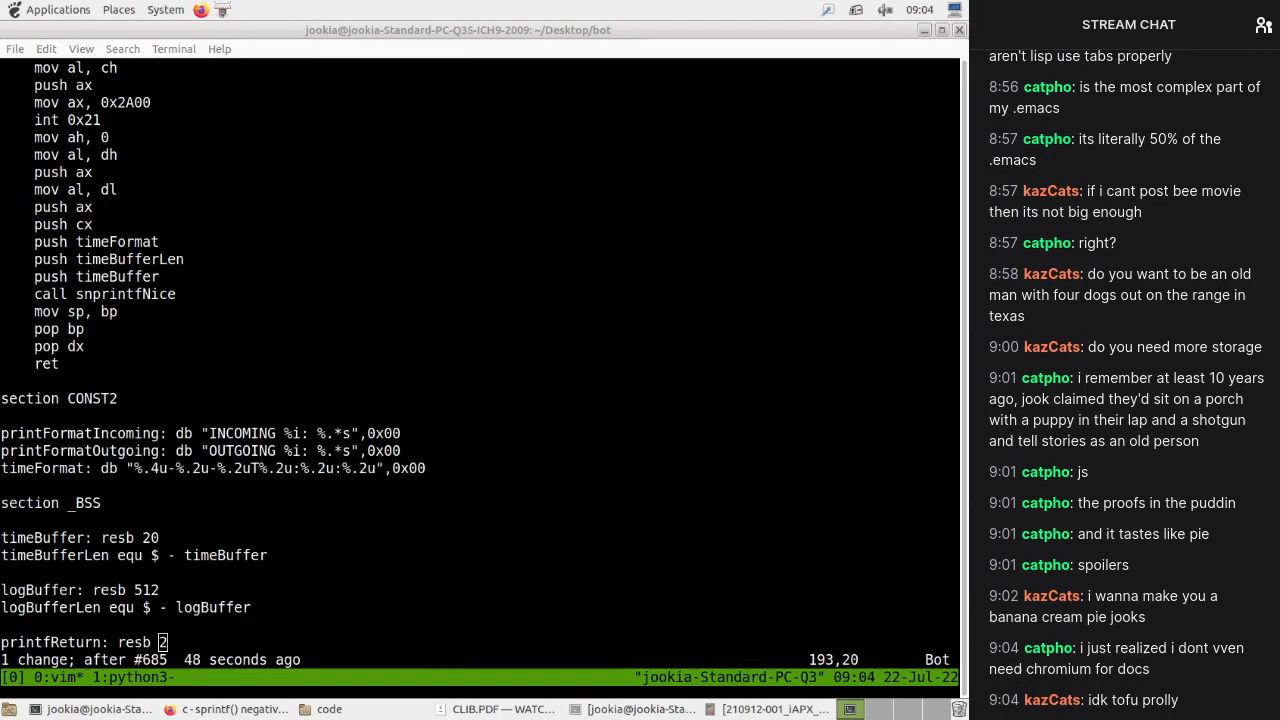 Applications Places System 09:04
jookia@jookia-Standard-PC-Q35-ICH9-2009: ~/Desktop/bot
File Edit View Search Terminal Help
mov al, ch
push ax
mov ax, 0x2A00
int 0x21
mov ah, 0
mov al, dh
push ax
mov al, dl
push ax
push cx
push timeFormat
push timeBufferLen
push timeBuffer
call snprintfNice
mov sp, bp
pop bp
pop dx
ret
section CONST2
printFormatIncoming: db "INCOMING %i: %.*s",0x00
printFormatOutgoing: db "OUTGOING %i: %.*s",0x00
timeFormat: db "%.4u-%.2u-%.2uT%.2u:%.2u:%.2u",0x00
section _BSS
timeBuffer: resb 20
timeBufferLen equ $ - timeBuffer
logBuffer: resb 512
logBufferLen equ $ - logBuffer
printfReturn: resb 2
1 change; after #685 48 seconds ago 193,20 Bot
[0] 0:vim* 1:python3- "jookia-Standard-PC-Q3" 09:04 22-Jul-22
jookia@jookia-Sta... c - sprintf() negativ... code CLIB.PDF — WATC... [jookia@jookia-Sta... [210912-001_iAPX_...
STREAM CHAT
aren't lisp use tabs properly
8:56 catpho: is the most complex part of
my .emacs
8:57 catpho: its literally 50% of the
.emacs
8:57 kazCats: if i cant post bee movie
then its not big enough
8:57 catpho: right?
8:58 kazCats: do you want to be an old
man with four dogs out on the range in
texas
9:00 kazCats: do you need more storage
9:01 catpho: i remember at least 10 years
ago, jook claimed they'd sit on a porch
with a puppy in their lap and a shotgun
and tell stories as an old person
9:01 catpho: js
9:01 catpho: the proofs in the puddin
9:01 catpho: and it tastes like pie
9:01 catpho: spoilers
9:02 kazCats: i wanna make you a
banana cream pie jooks
9:04 catpho: i just realized i dont vven
need chromium for docs
9:04 kazCats: idk tofu prolly